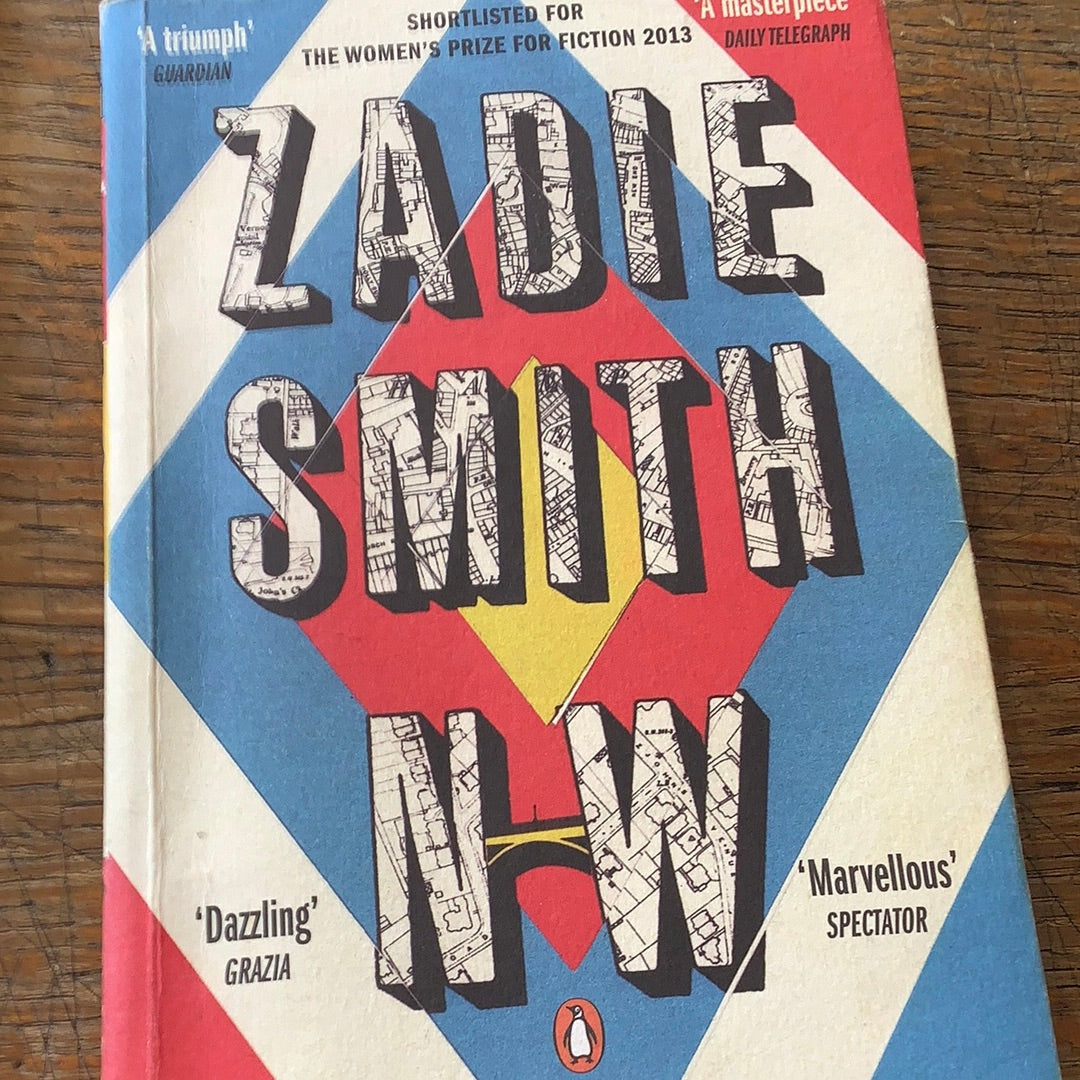 'A triumph'
GUARDIAN
SHORTLISTED FOR
THE WOMEN'S PRIZE FOR FICTION 2013
'A masterpiece'
DAILY TELEGRAPH
ZADIE
SMITH
NW
'Dazzling'
GRAZIA
'Marvellous'
SPECTATOR